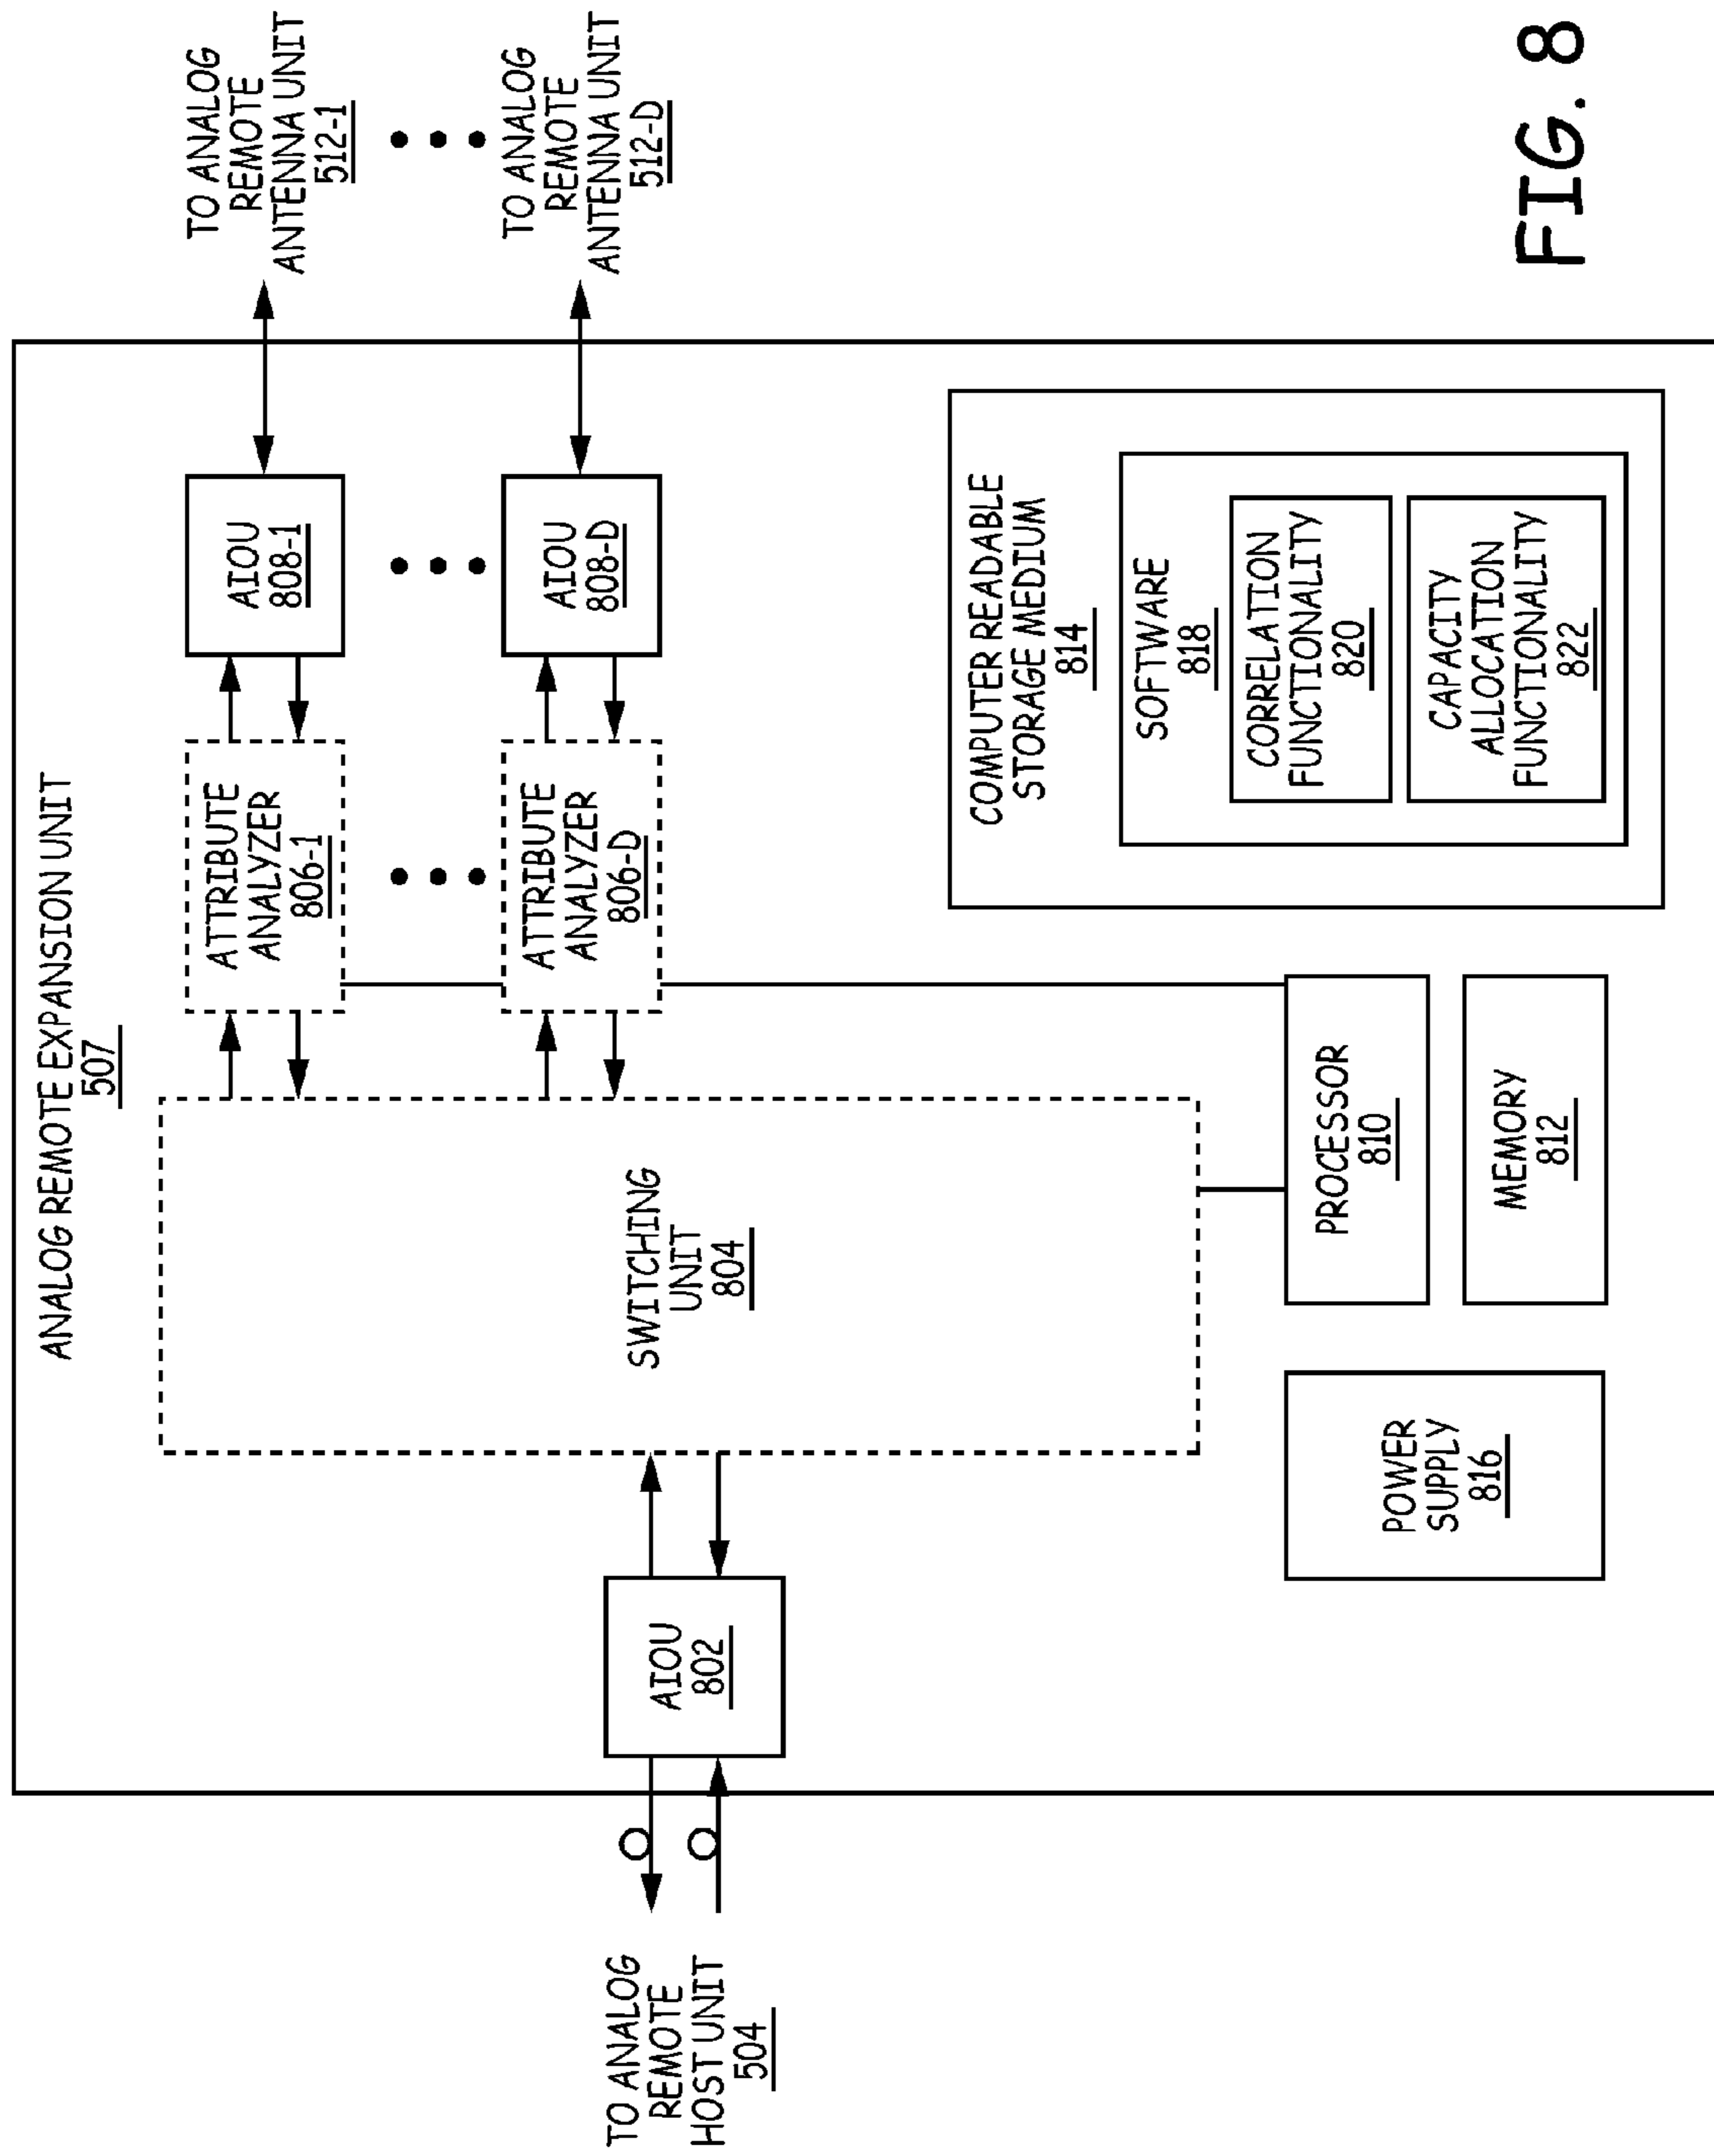 ANALOG REMOTE EXPANSION UNIT
507
TO ANALOG
REMOTE
HOST UNIT
504
AIOU
802
SWITCHING
UNIT
804
ATTRIBUTE
ANALYZER
806-1
AIOU
808-1
TO ANALOG
REMOTE
ANTENNA UNIT
512-1
ATTRIBUTE
ANALYZER
806-D
AIOU
808-D
TO ANALOG
REMOTE
ANTENNA UNIT
512-D
POWER
SUPPLY
816
PROCESSOR
810
MEMORY
812
COMPUTER READABLE
STORAGE MEDIUM
814
SOFTWARE
818
CORRELATION
FUNCTIONALITY
820
CAPACITY
ALLOCATION
FUNCTIONALITY
822
FIG. 8